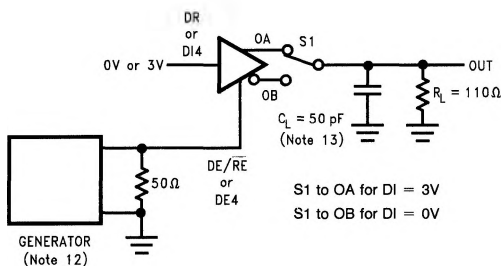 DR
or
DI4
OA
S1
0V or 3V
OUT
OB
C_L = 50 pF
(Note 13)
R_L = 110Ω
50Ω
DE/R̅E̅
or
DE4
S1 to OA for DI = 3V
S1 to OB for DI = 0V
GENERATOR
(Note 12)